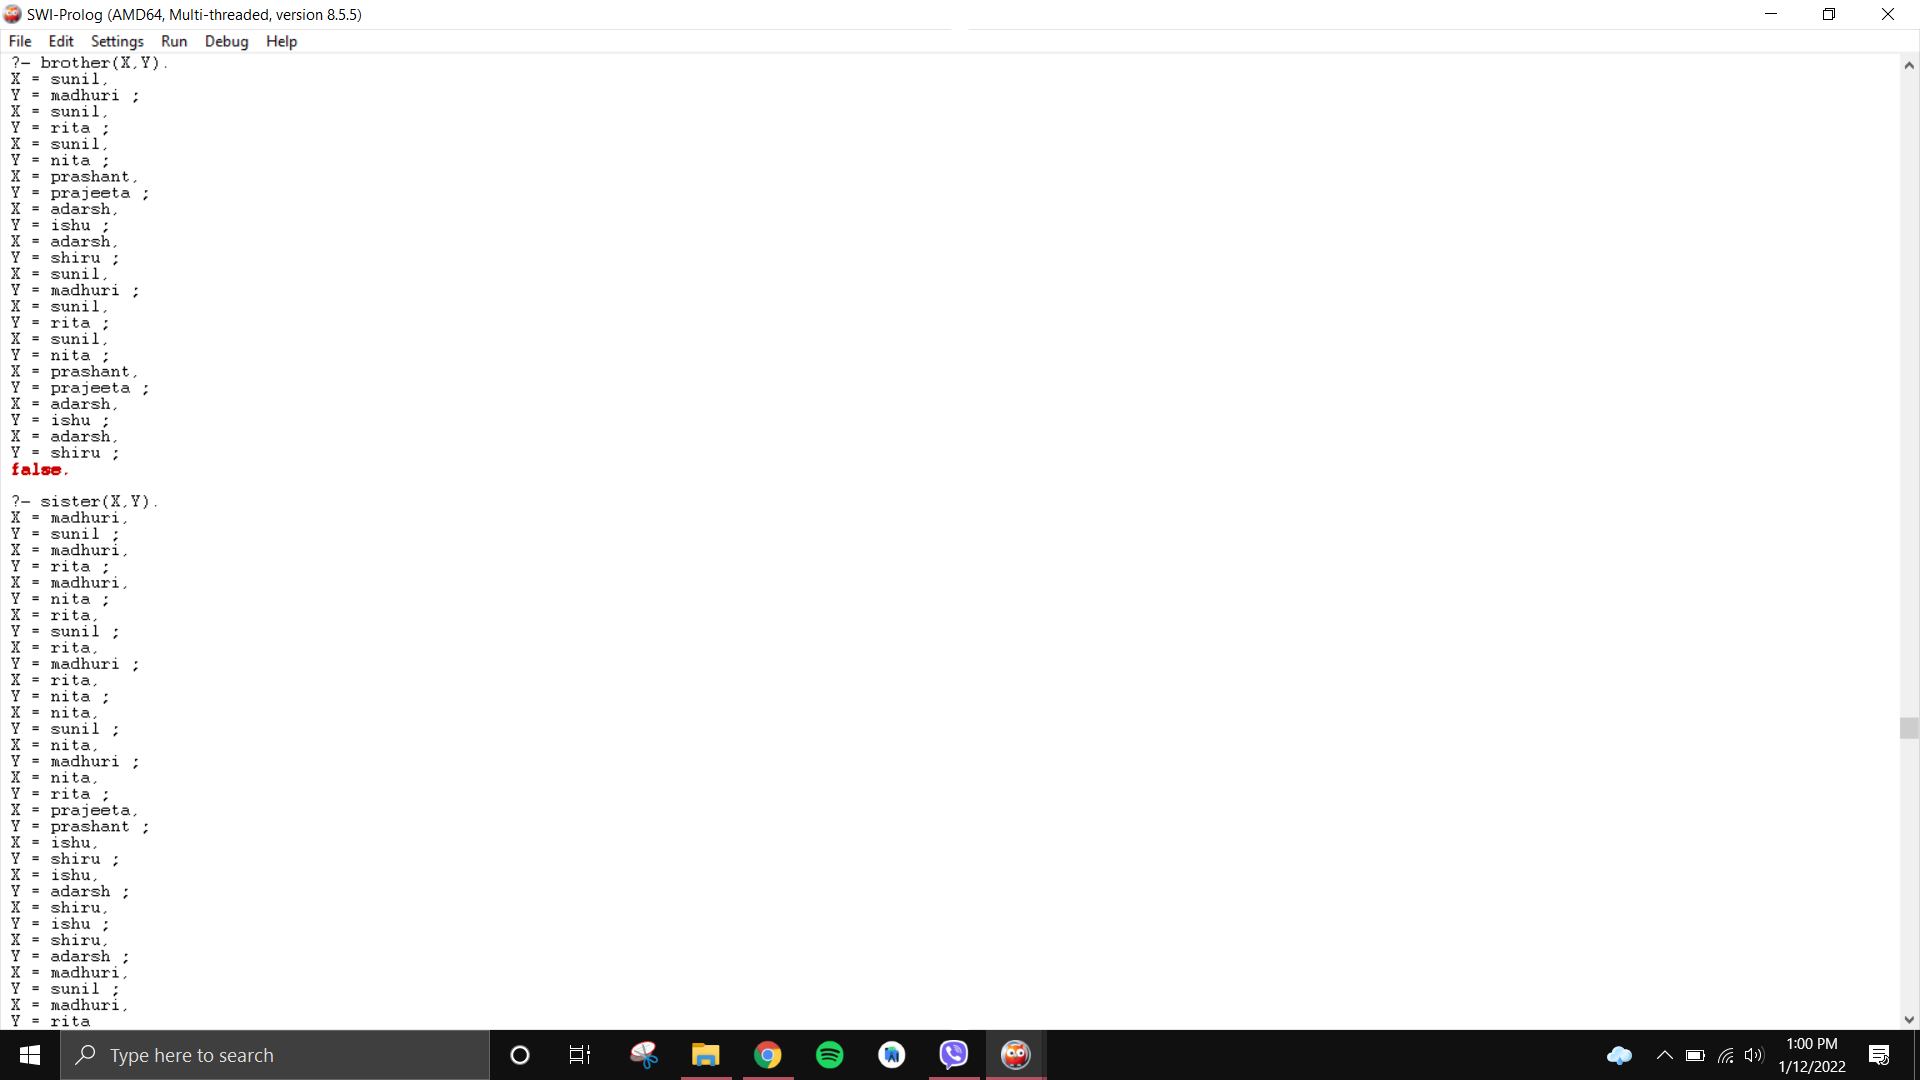 SWI-Prolog (AMD64, Multi-threaded, version 8.5.5)
File Edit Settings Run Debug Help
?- brother(X,Y).
X = sunil,
Y = madhuri ;
X = sunil,
Y = rita ;
X = sunil,
Y = nita ;
X = prashant,
Y = prajeeta ;
X = adarsh,
Y = ishu ;
X = adarsh,
Y = shiru ;
X = sunil,
Y = madhuri ;
X = sunil,
Y = rita ;
X = sunil,
Y = nita ;
X = prashant,
Y = prajeeta ;
X = adarsh,
Y = ishu ;
X = adarsh,
Y = shiru ;
false.
?- sister(X,Y).
X = madhuri,
Y = sunil ;
X = madhuri,
Y = rita ;
X = madhuri,
Y = nita ;
X = rita,
Y = sunil ;
X = rita,
Y = madhuri ;
X = rita,
Y = nita ;
X = nita,
Y = sunil ;
X = nita,
Y = madhuri ;
X = nita,
Y = rita ;
X = prajeeta,
Y = prashant ;
X = ishu,
Y = shiru ;
X = ishu,
Y = adarsh ;
X = shiru,
Y = ishu ;
X = shiru,
Y = adarsh ;
X = madhuri,
Y = sunil ;
X = madhuri,
Y = rita
Type here to search
1:00 PM
1/12/2022